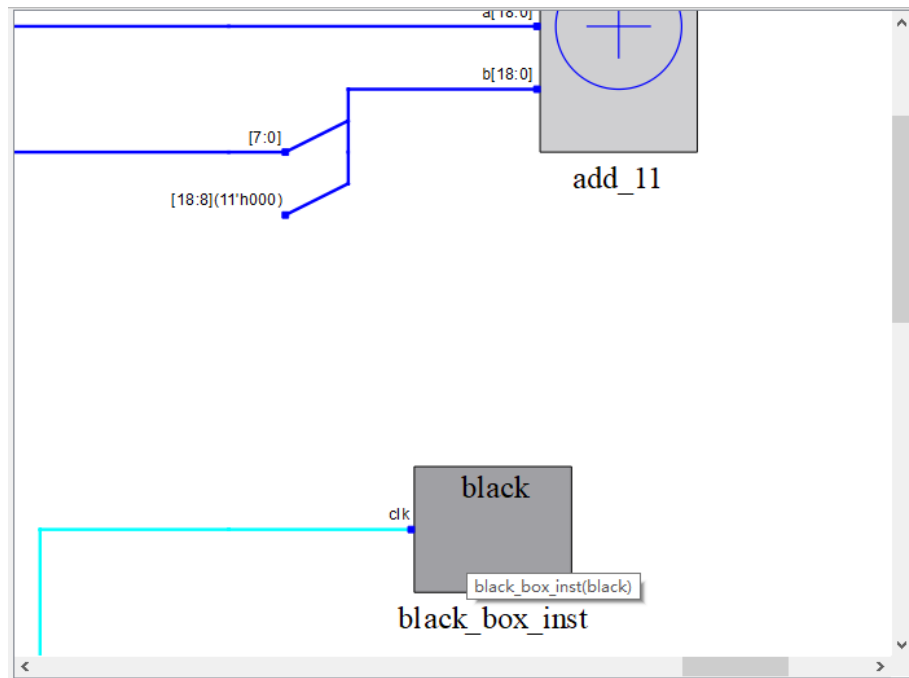 a[18:0]
b[18:0]
[7:0]
[18:8](11'h000)
add_11
black
clk
black_box_inst(black)
black_box_inst